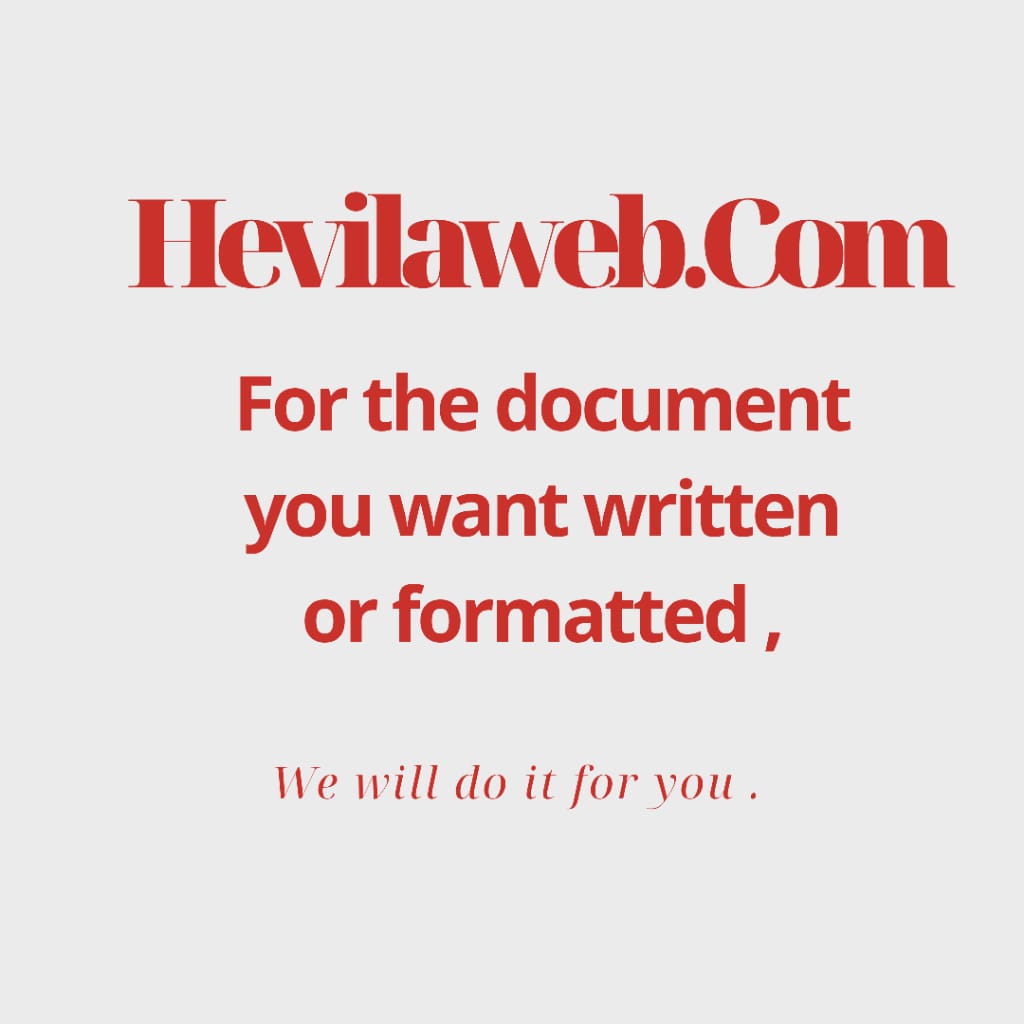 Hevilaweb.Com
For the document
you want written
or formatted ,
We will do it for you .